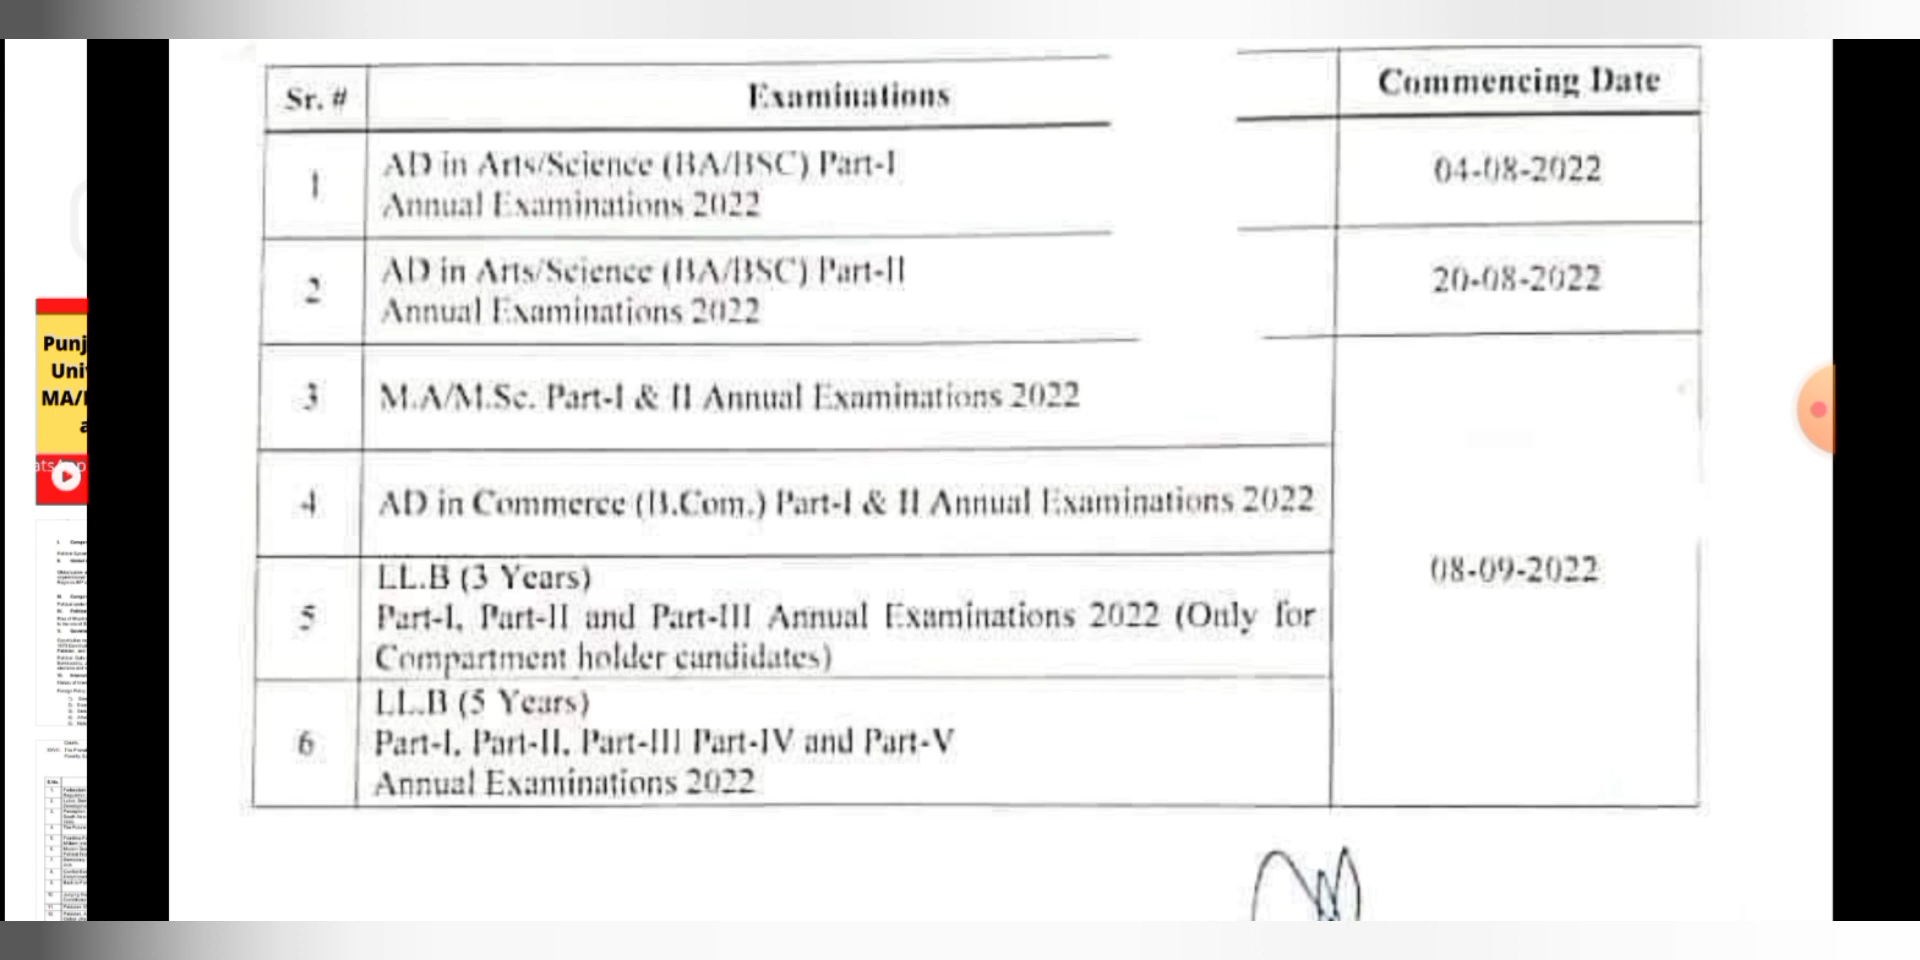 Sr. #
Examinations
Commencing Date
1
AD in Arts/Science (BA/BSC) Part-I
Annual Examinations 2022
04-08-2022
2
AD in Arts/Science (BA/BSC) Part-II
Annual Examinations 2022
20-08-2022
3
M.A/M.Sc. Part-I & II Annual Examinations 2022
4
AD in Commerce (B.Com.) Part-I & II Annual Examinations 2022
08-09-2022
5
LL.B (3 Years)
Part-I, Part-II and Part-III Annual Examinations 2022 (Only for
Compartment holder candidates)
6
LL.B (5 Years)
Part-I, Part-II, Part-III Part-IV and Part-V
Annual Examinations 2022
Punj
Uni
MA/